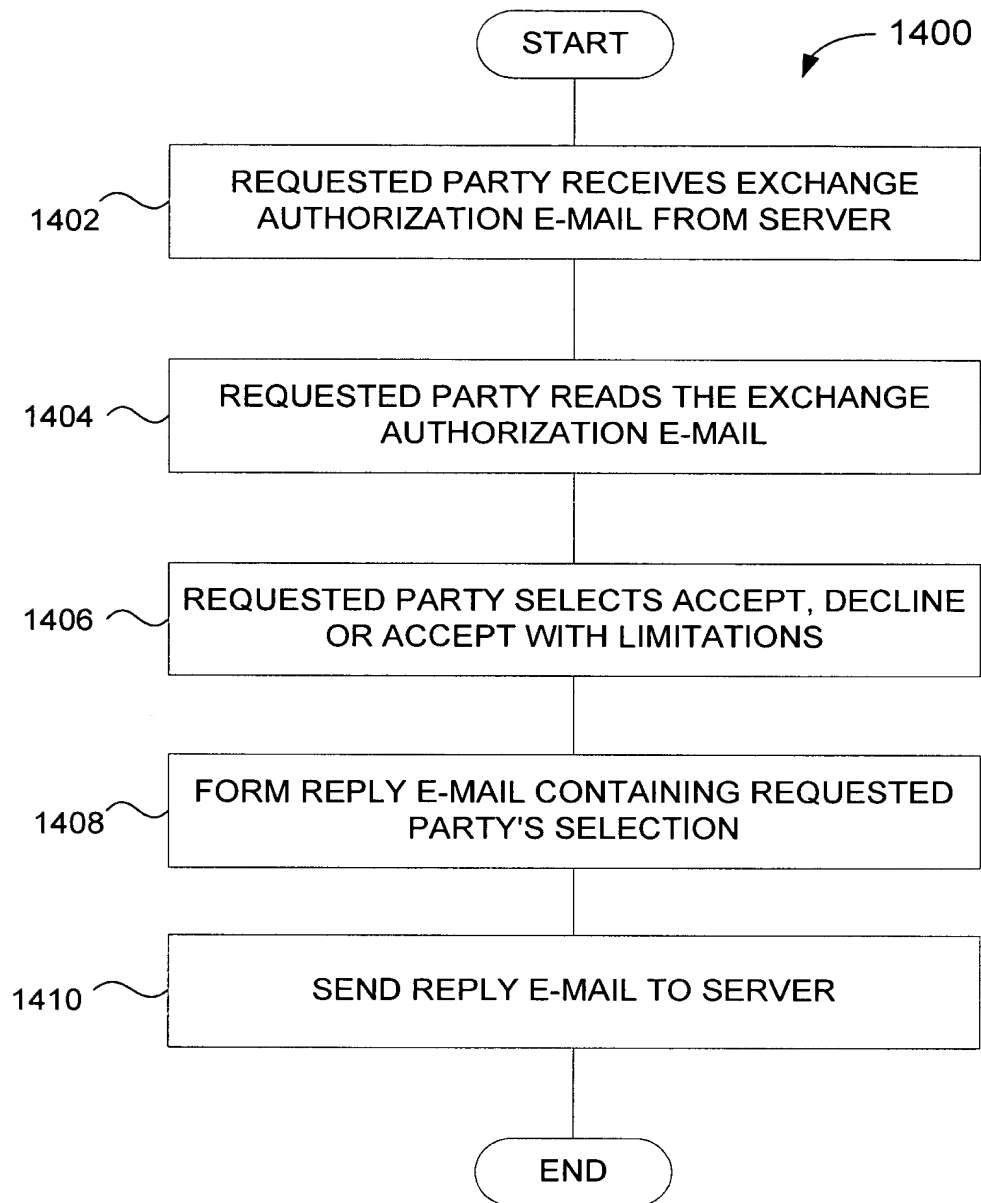 START
1400
REQUESTED PARTY RECEIVES EXCHANGE
AUTHORIZATION E-MAIL FROM SERVER
1402
REQUESTED PARTY READS THE EXCHANGE
AUTHORIZATION E-MAIL
1404
REQUESTED PARTY SELECTS ACCEPT, DECLINE
OR ACCEPT WITH LIMITATIONS
1406
FORM REPLY E-MAIL CONTAINING REQUESTED
PARTY'S SELECTION
1408
SEND REPLY E-MAIL TO SERVER
1410
END